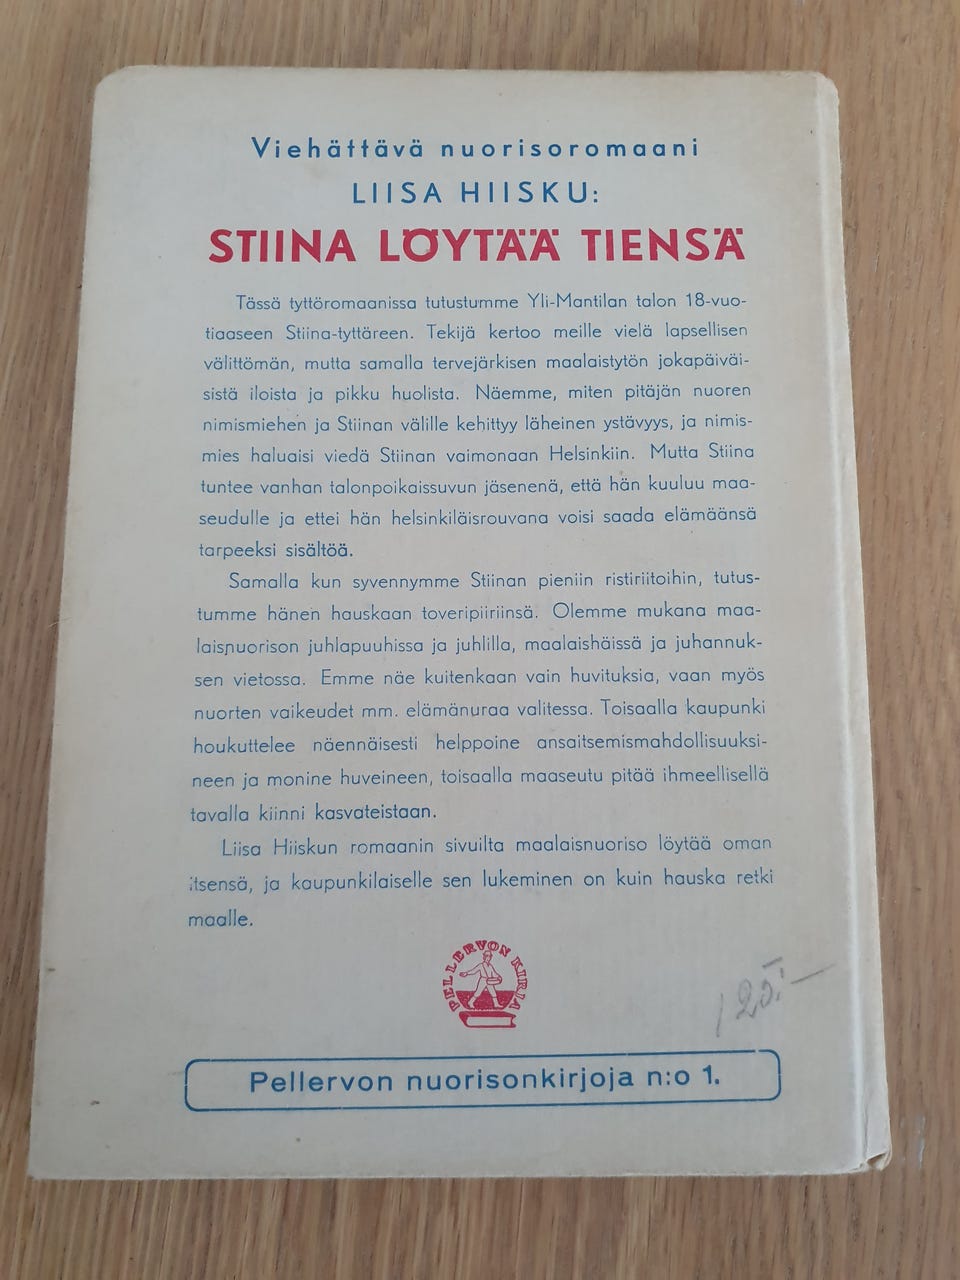 Viehättävä nuorisoromaani
LIISA HIISKU:
STIINA LÖYTÄÄ TIENSÄ
Tässä tyttöromaanissa tutustumme Yli-Mantilan talon 18-vuo-
tiaaseen Stiina-tyttäreen. Tekijä kertoo meille vielä lapsellisen
välittömän, mutta samalla tervejärkisen maalaistytön jokapäiväi-
sistä iloista ja pikku huolista. Näemme, miten pitäjän nuoren
nimismiehen ja Stiinan välille kehittyy läheinen ystävyys, ja nimis-
mies haluaisi viedä Stiinan vaimonaan Helsinkiin. Mutta Stiina
tuntee vanhan talonpoikaissuvun jäsenenä, että hän kuuluu maa-
seudulle ja ettei hän helsinkiläisrouvana voisi saada elämäänsä
tarpeeksi sisältöä.
Samalla kun syvennymme Stiinan pieniin ristiriitoihin, tutus-
tumme hänen hauskaan toveripiiriinsä. Olemme mukana maa-
laisnuorison juhlapuuhissa ja juhlilla, maalaishäissä ja juhannuk-
sen vietossa. Emme näe kuitenkaan vain huvituksia, vaan myös
nuorten vaikeudet mm. elämänuraa valitessa. Toisaalla kaupunki
houkuttelee näennäisesti helppoine ansaitsemismahdollisuuksi-
neen ja monine huveineen, toisaalla maaseutu pitää ihmeellisellä
tavalla kiinni kasvateistaan.
Liisa Hiiskun romaanin sivuilta maalaisnuoriso löytää oman
itsensä, ja kaupunkilaiselle sen lukeminen on kuin hauska retki
maalle.
PELLERVON KIRJA
125:-
Pellervon nuorisonkirjoja n:o 1.